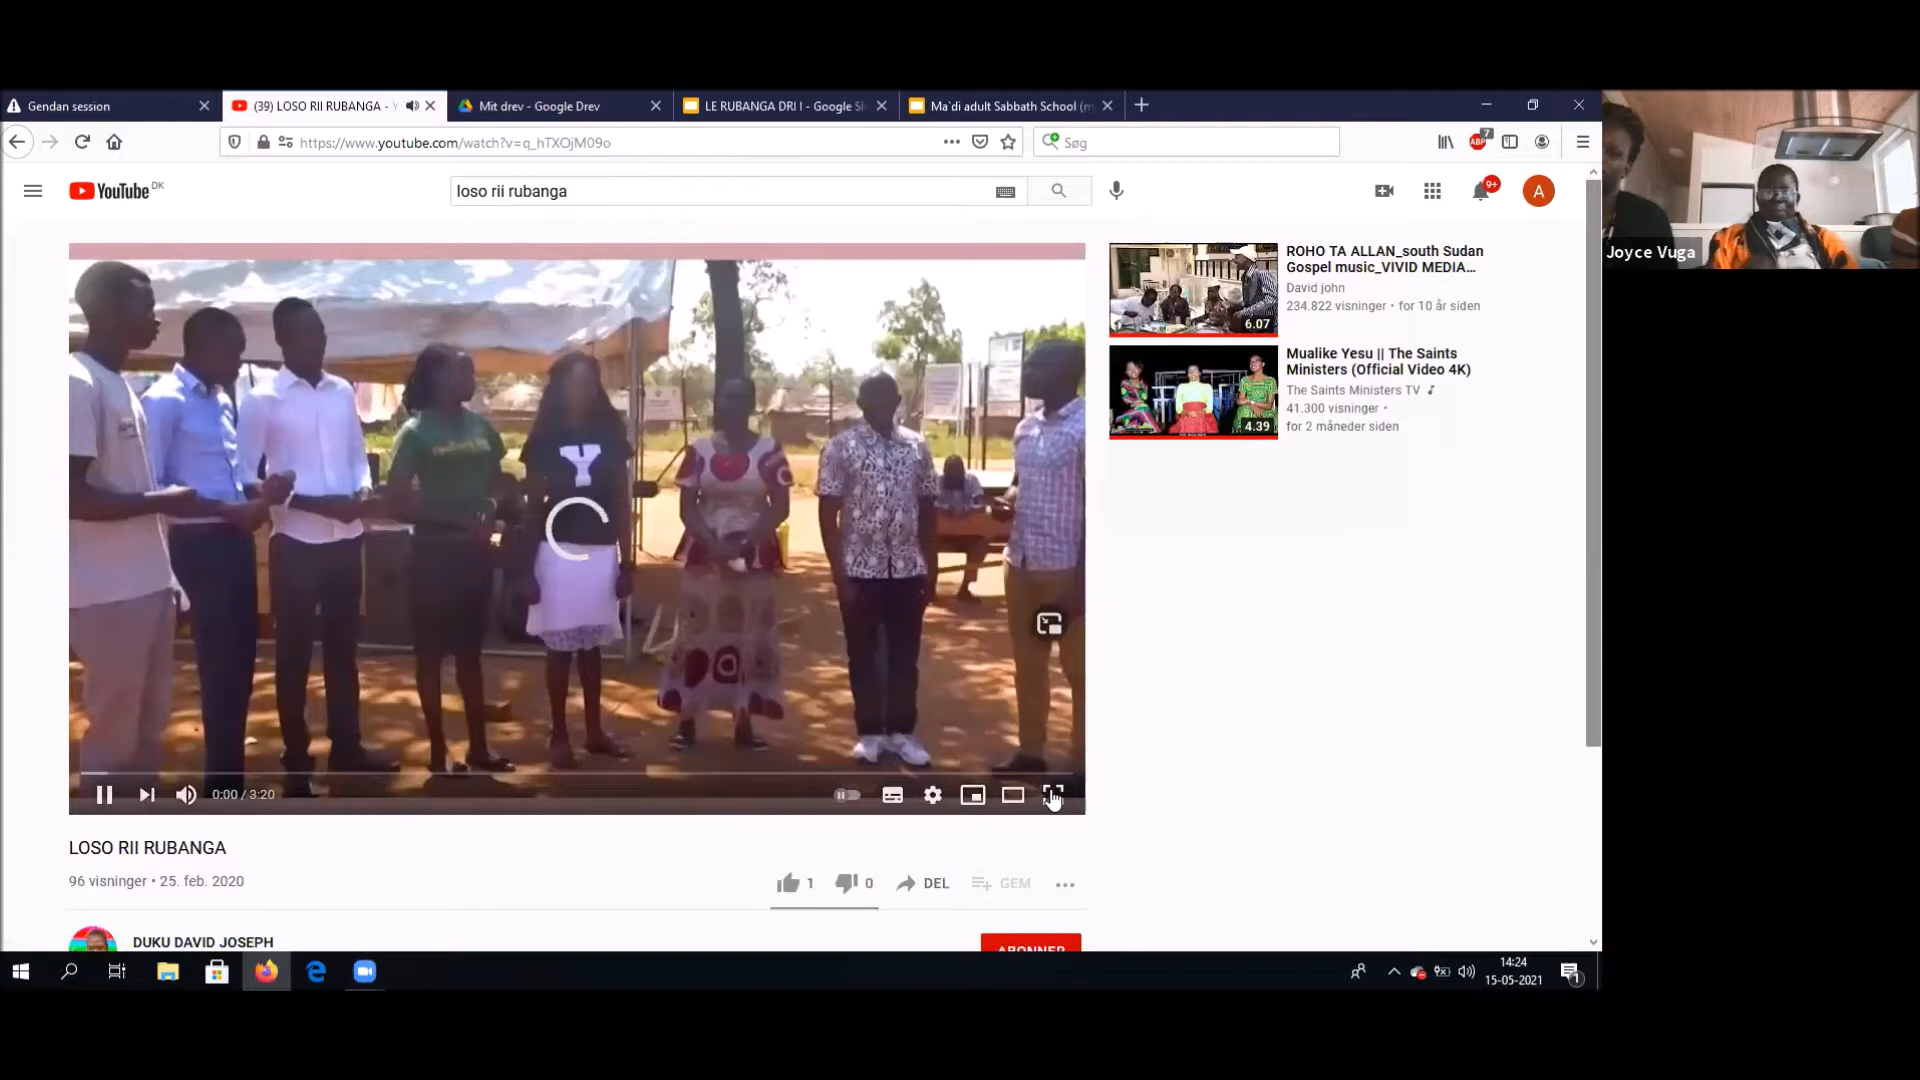 Gendan session
(39) LOSO RII RUBANGA - Y
Mit drev - Google Drev
LE RUBANGA DRI I - Google Sl
Ma`di adult Sabbath School (m
https://www.youtube.com/watch?v=q_hTXOjM09o
Søg
ABP
7
YouTube DK
loso rii rubanga
9+
A
Joyce Vuga
ROHO TA ALLAN_south Sudan
Gospel music_VIVID MEDIA...
David john
234.822 visninger • for 10 år siden
6.07
Mualike Yesu || The Saints
Ministers (Official Video 4K)
The Saints Ministers TV
41.300 visninger •
for 2 måneder siden
4.39
Y
0:00 / 3:20
LOSO RII RUBANGA
96 visninger • 25. feb. 2020
1
0
DEL
GEM
DUKU DAVID JOSEPH
ABONNER
14:24
15-05-2021
1